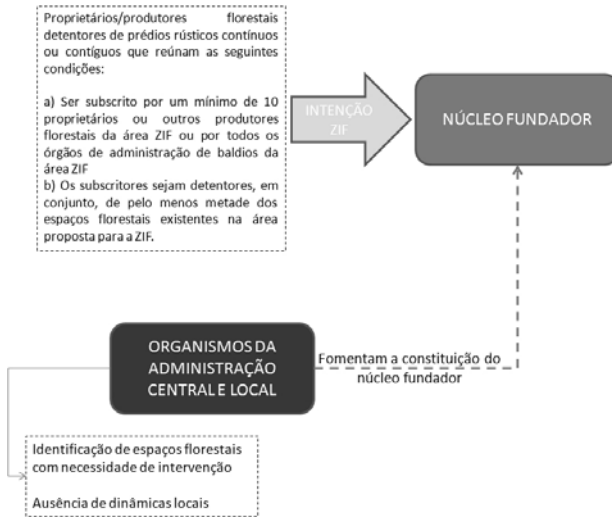 Proprietários/produtores florestais
detentores de prédios rústicos contínuos
ou contíguos que reúnam as seguintes
condições:
a) Ser subscrito por um mínimo de 10
proprietários ou outros produtores
florestais da área ZIF ou por todos os
órgãos de administração de baldios da
área ZIF
b) Os subscritores sejam detentores, em
conjunto, de pelo menos metade dos
espaços florestais existentes na área
proposta para a ZIF.
INTENÇÃO
ZIF
NÚCLEO FUNDADOR
ORGANISMOS DA
ADMINISTRAÇÃO
CENTRAL E LOCAL
Fomentam a constituição do
núcleo fundador
Identificação de espaços florestais
com necessidade de intervenção
Ausência de dinâmicas locais